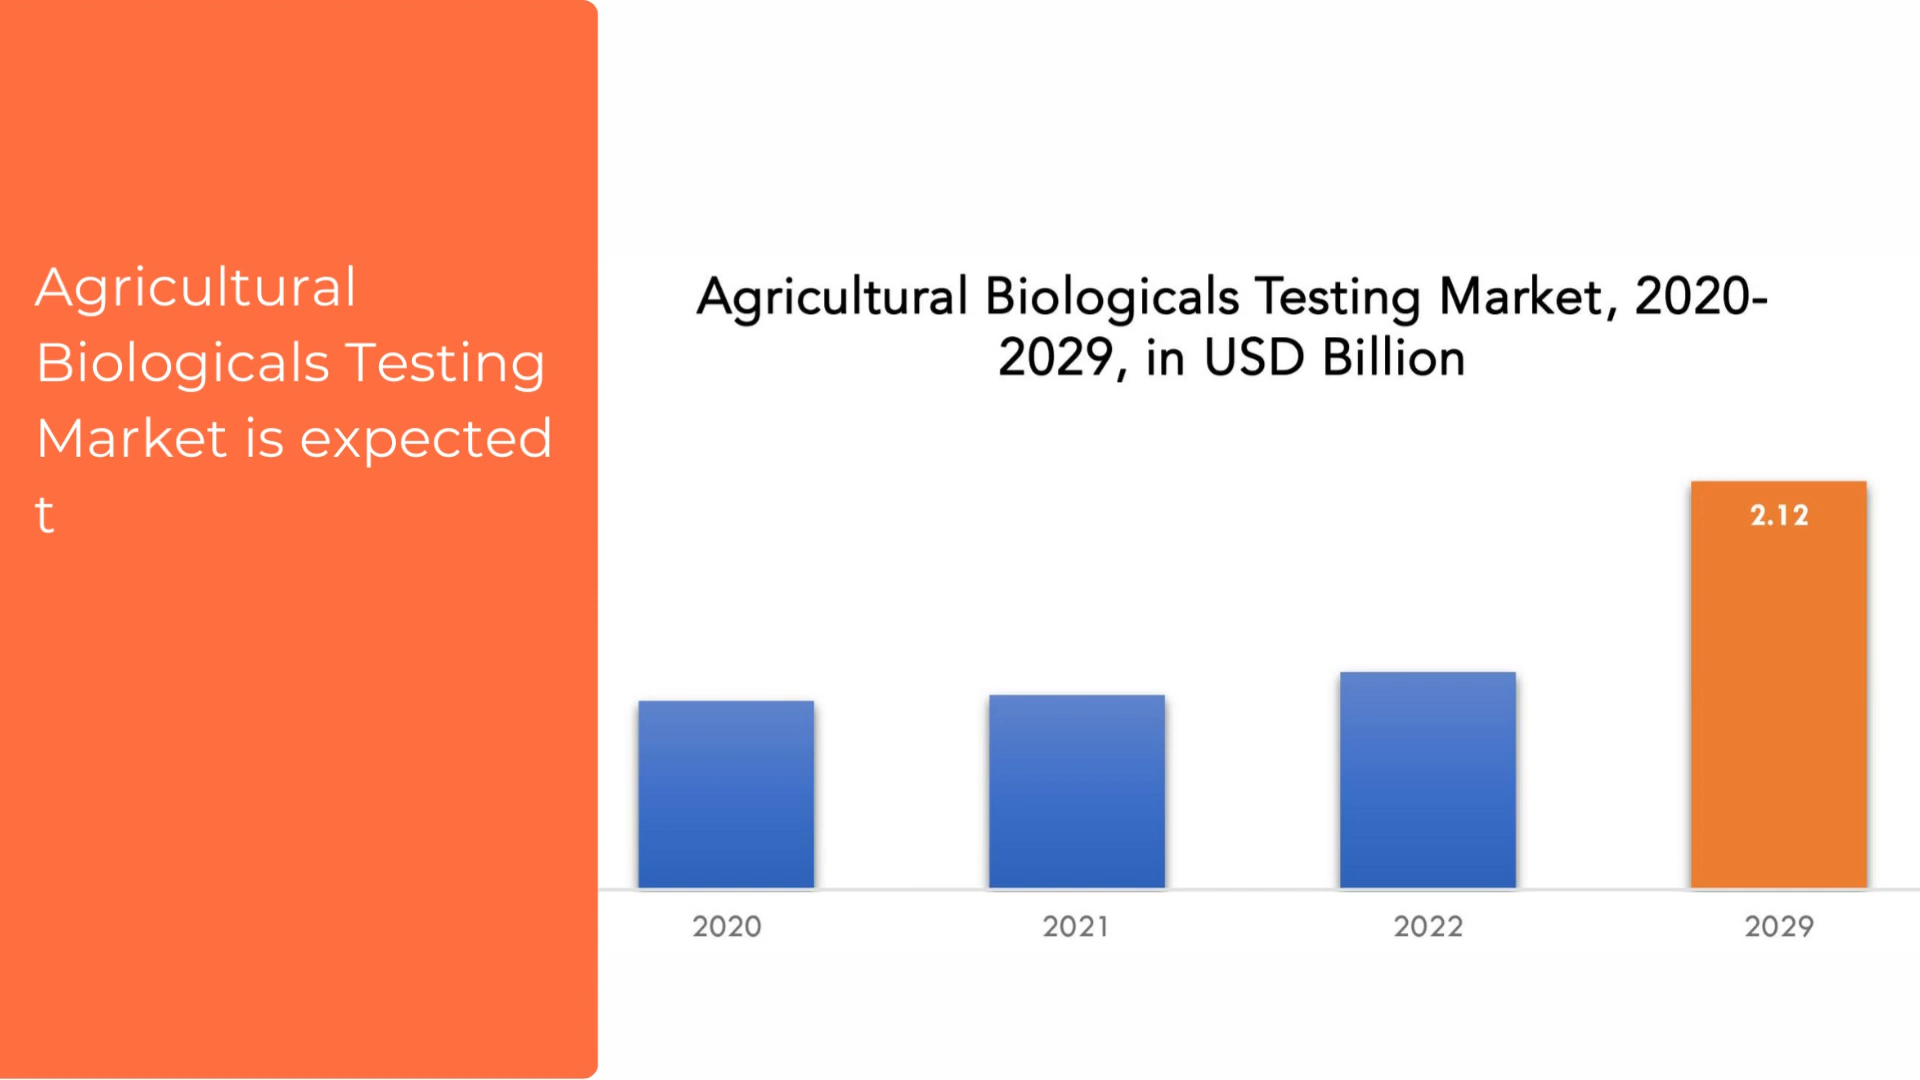 Agricultural
Biologicals Testing
Market is expected
t
Agricultural Biologicals Testing Market, 2020-
2029, in USD Billion
2.12
2020
2021
2022
2029